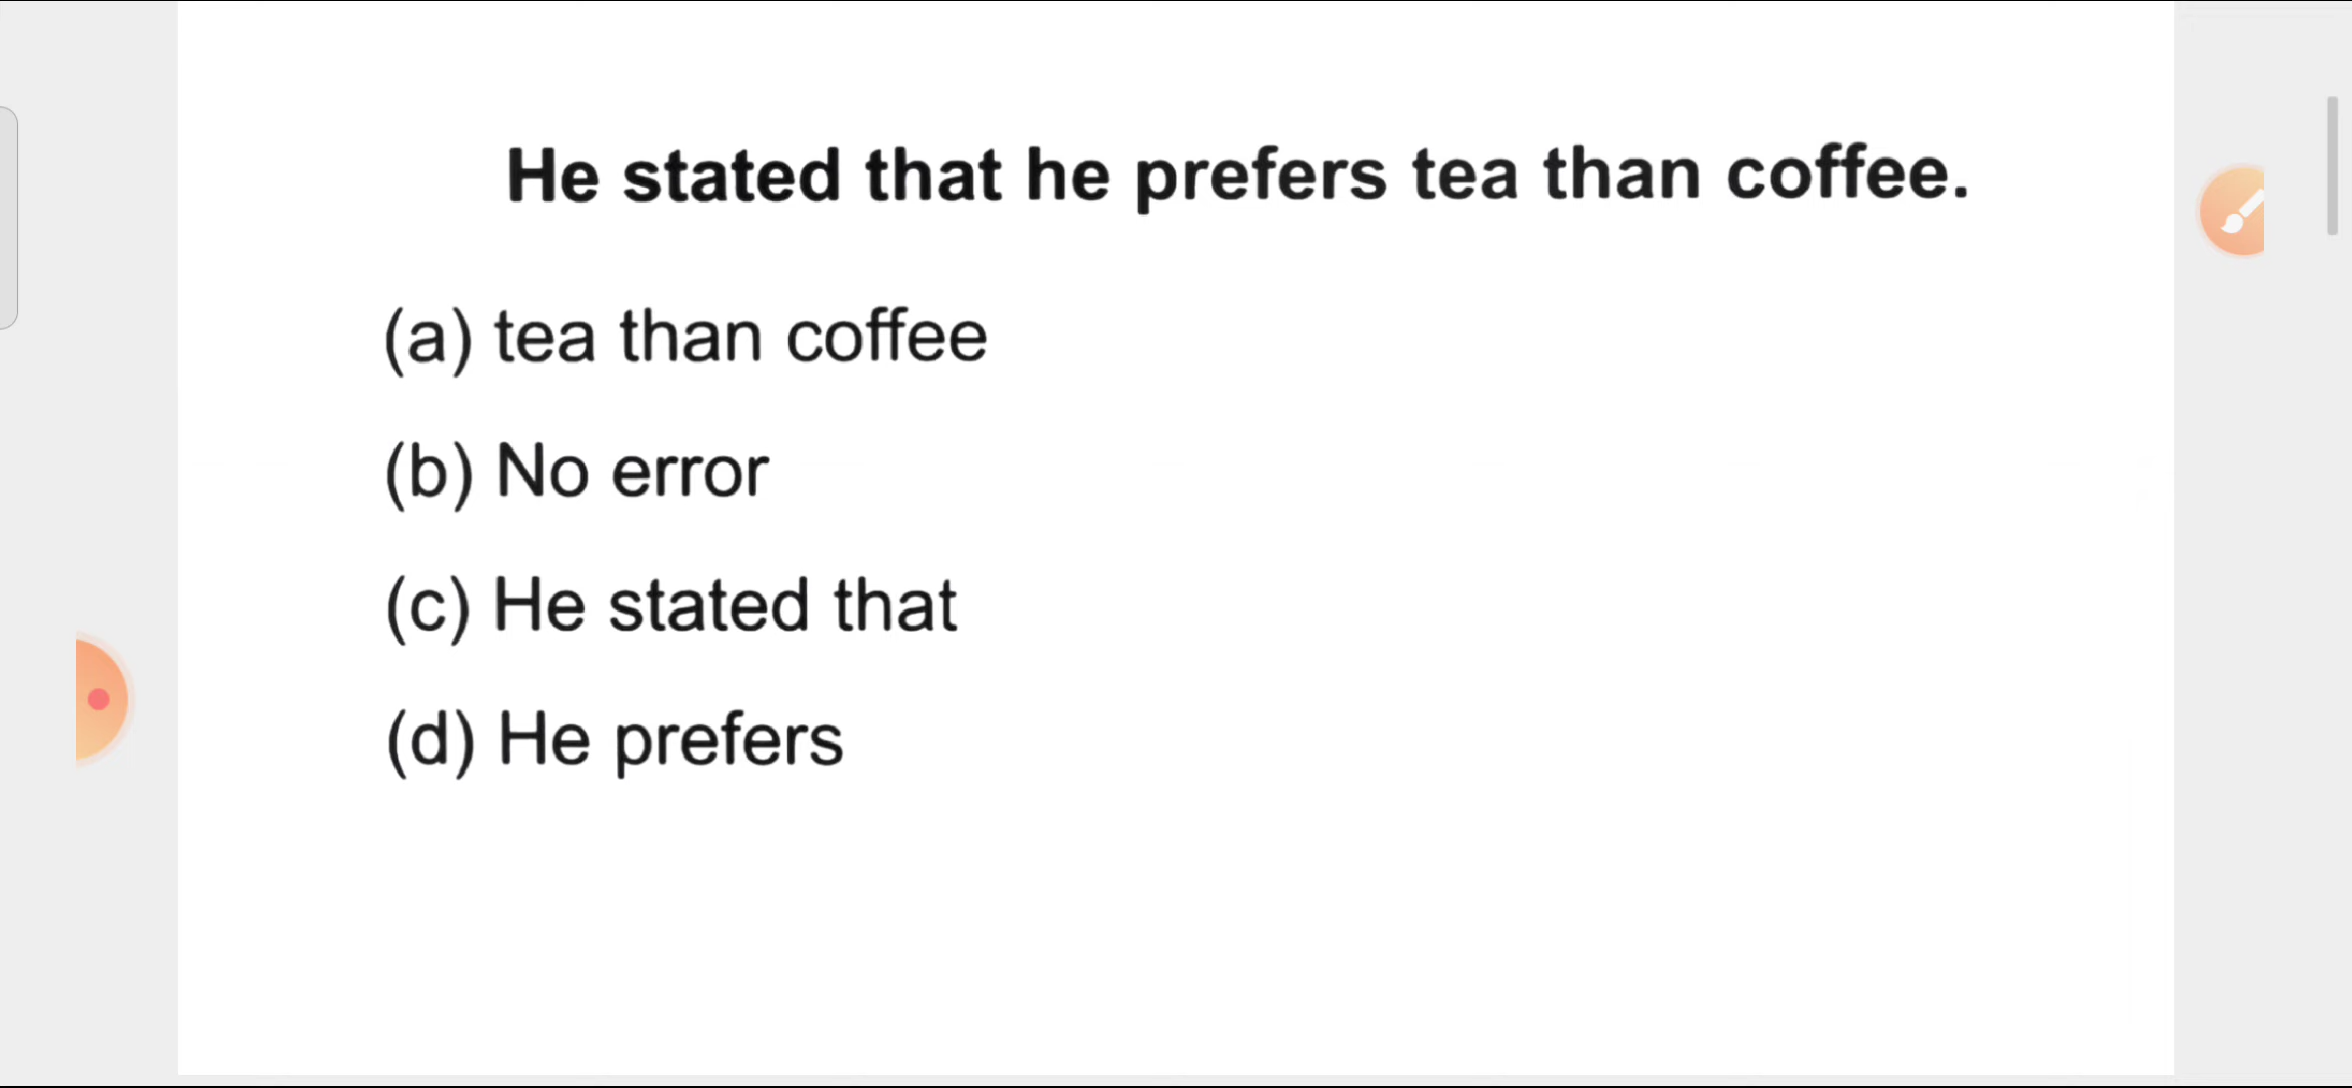 He stated that he prefers tea than coffee.
(a) tea than coffee
(b) No error
(c) He stated that
(d) He prefers